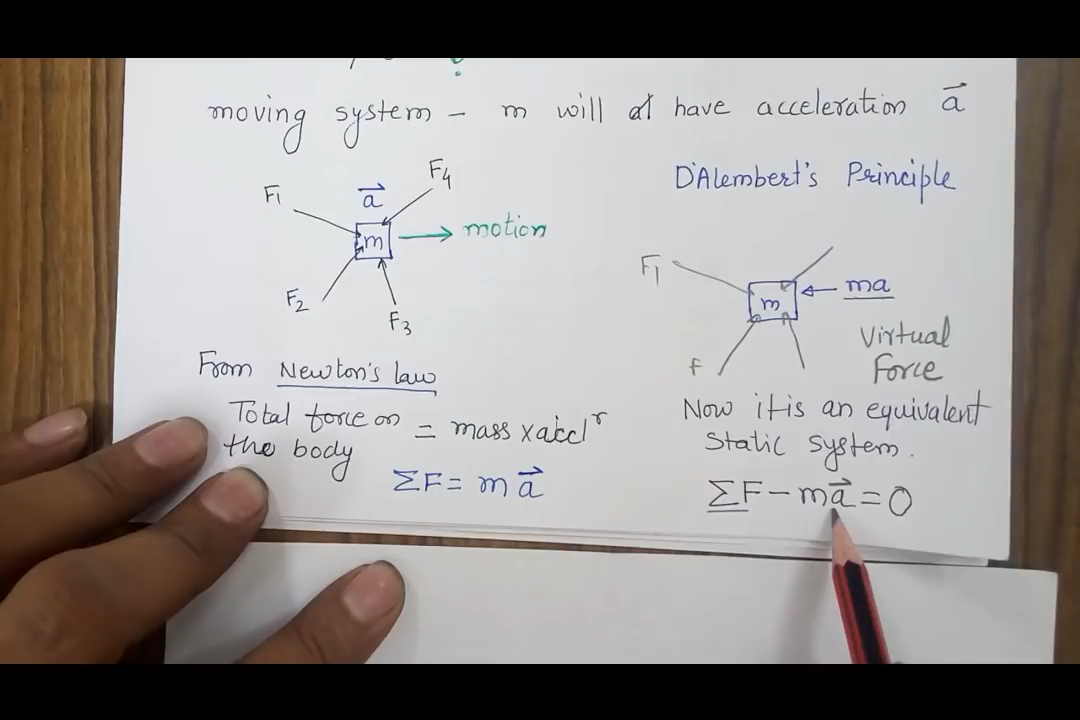 moving system - m will have acceleration a⃗
F4
F1
a⃗
m
motion
F2
F3
From Newton's law
Total force on
the body
= mass x accl^r
ΣF = m a⃗
D'Alembert's Principle
F1
m
ma
F
Virtual
Force
Now it is an equivalent
static system.
ΣF - ma⃗ = 0